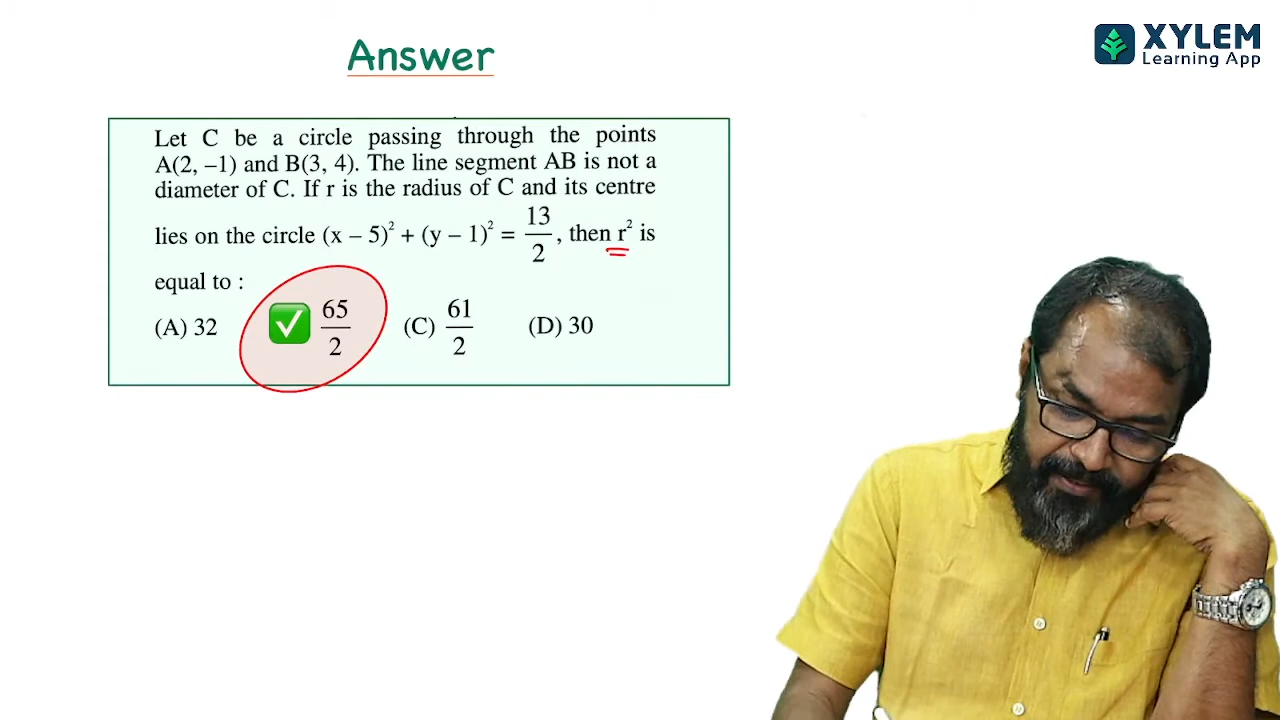 Answer
XYLEM
Learning App
Let C be a circle passing through the points
A(2, –1) and B(3, 4). The line segment AB is not a
diameter of C. If r is the radius of C and its centre
lies on the circle (x – 5)² + (y – 1)² = 13/2, then r² is
equal to :
(A) 32 ✅ 65/2 (C) 61/2 (D) 30